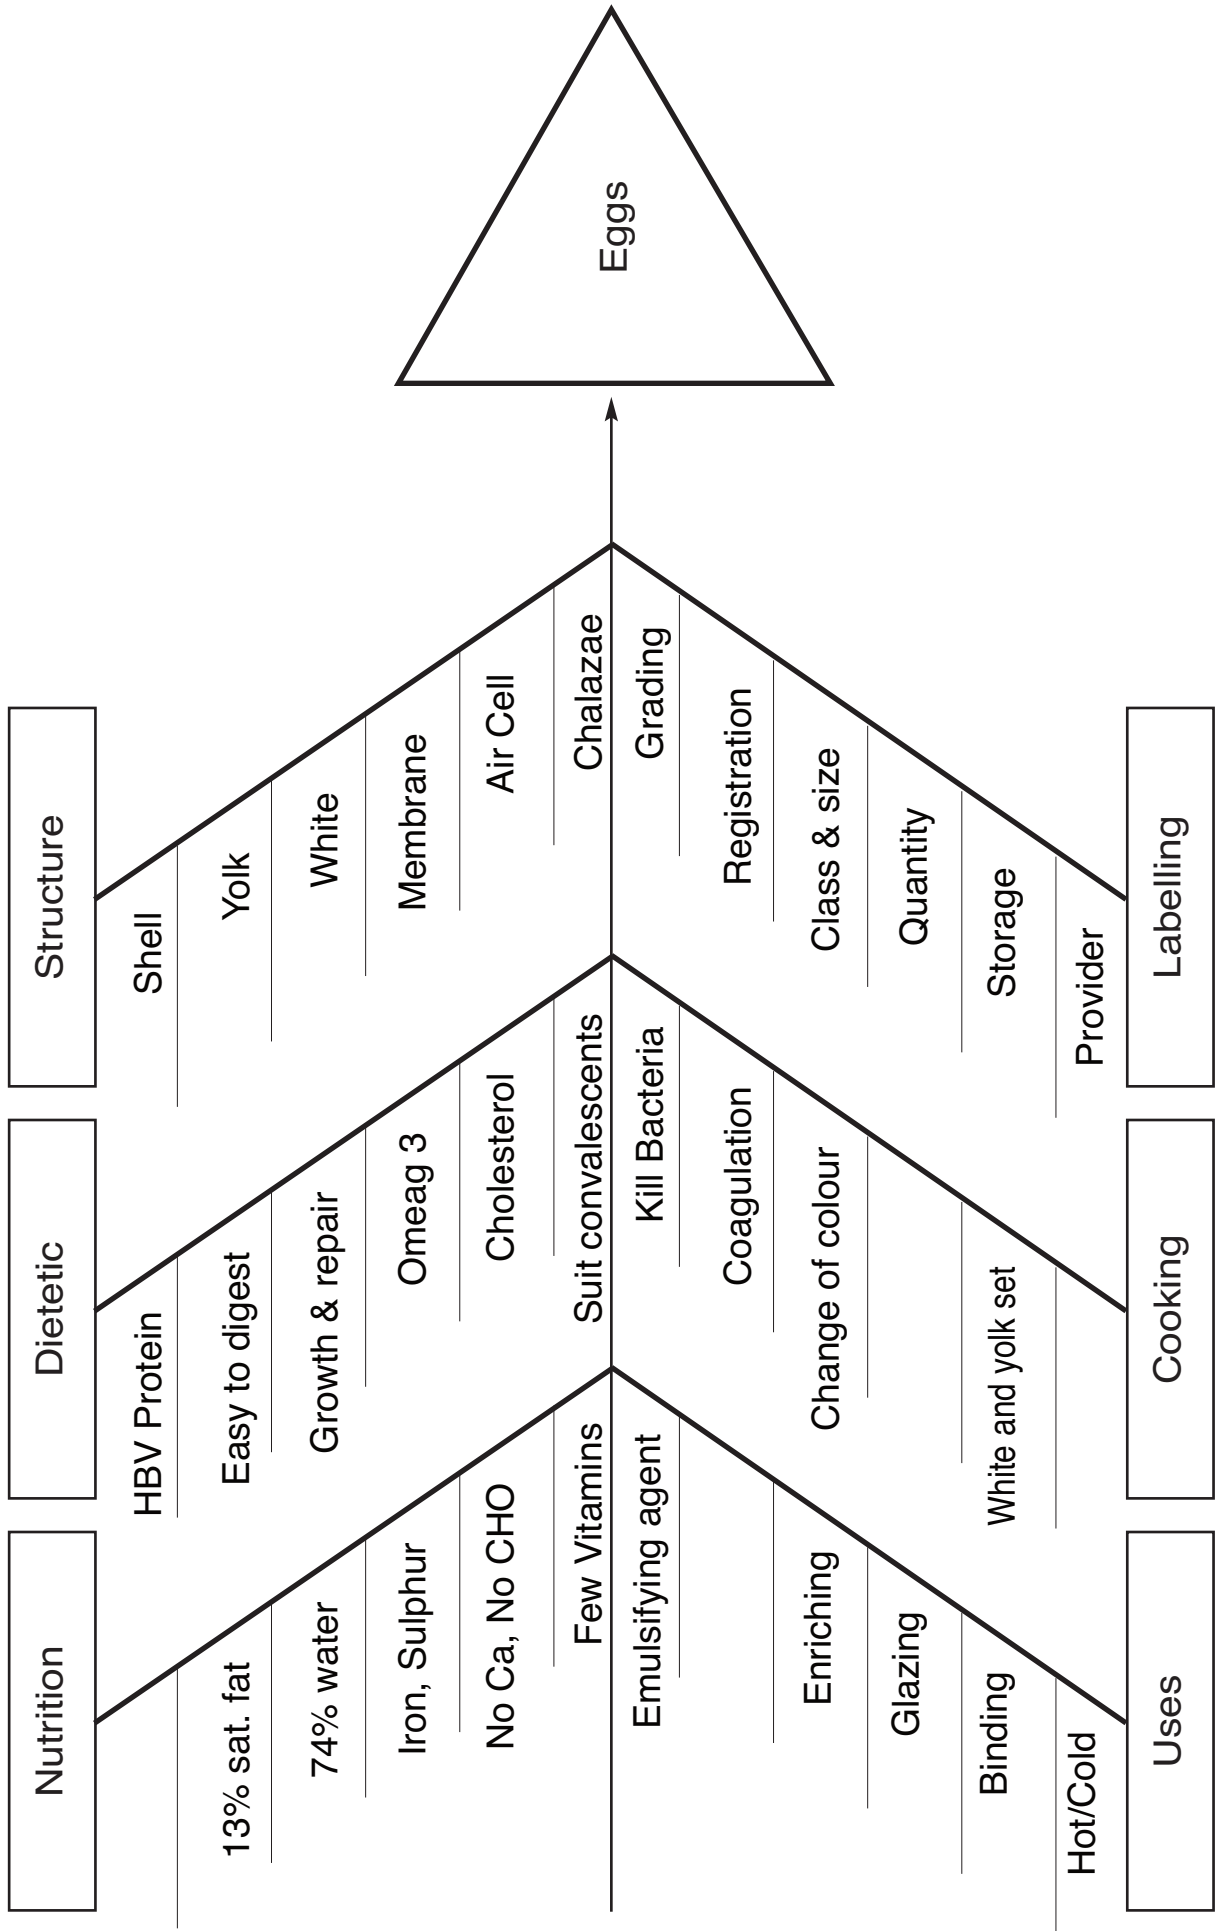 Nutrition
13% sat. fat
74% water
Iron, Sulphur
No Ca, No CHO
Few Vitamins
Dietetic
HBV Protein
Easy to digest
Growth & repair
Omeag 3
Cholesterol
Suit convalescents
Structure
Shell
Yolk
White
Membrane
Air Cell
Chalazae
Eggs
Emulsifying agent
Enriching
Glazing
Binding
Hot/Cold
Uses
Kill Bacteria
Coagulation
Change of colour
White and yolk set
Cooking
Grading
Registration
Class & size
Quantity
Storage
Provider
Labelling